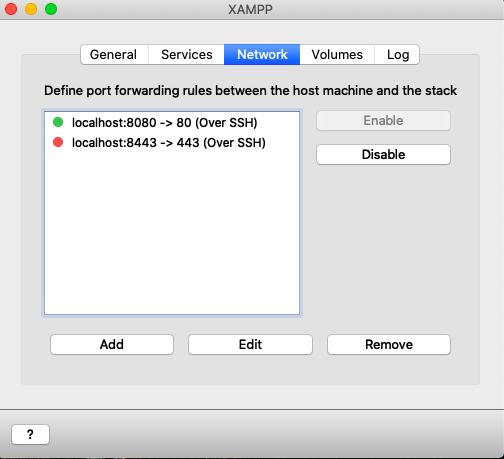 XAMPP
General Services Network Volumes Log
Define port forwarding rules between the host machine and the stack
localhost:8080 -> 80 (Over SSH)
localhost:8443 -> 443 (Over SSH)
Enable
Disable
Add Edit Remove
?